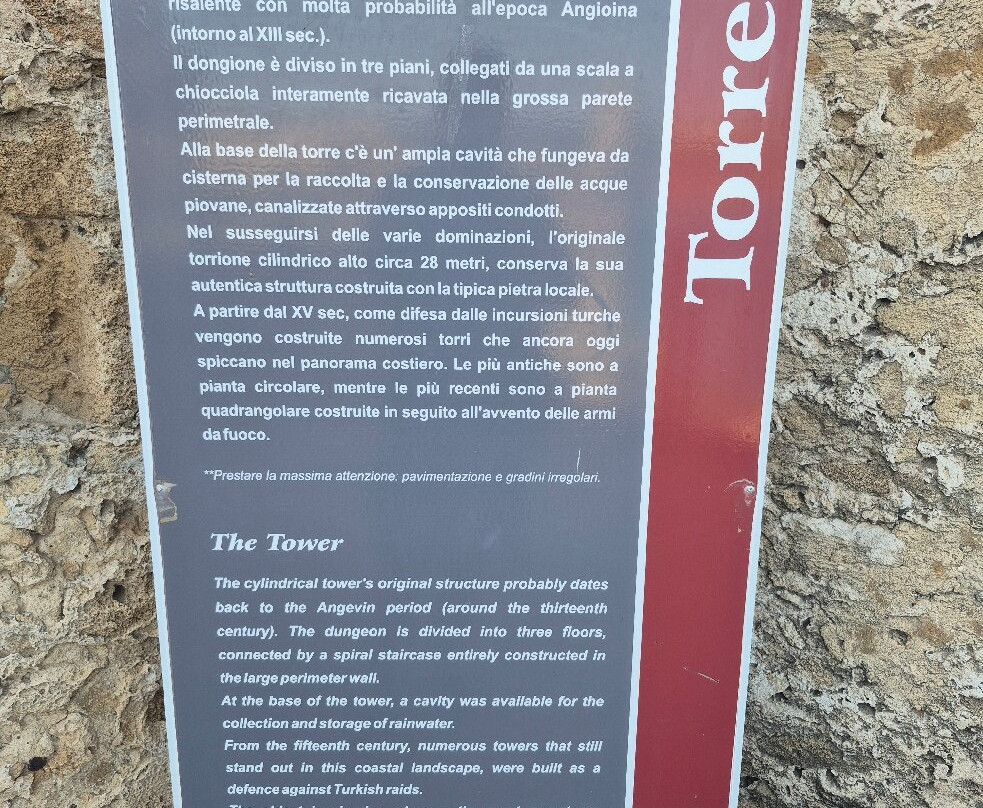 risalente con molta probabilità all'epoca Angioina
(intorno al XIII sec.).
Il dongione è diviso in tre piani, collegati da una scala a
chiocciola interamente ricavata nella grossa parete
perimetrale.
Alla base della torre c'è un' ampia cavità che fungeva da
cisterna per la raccolta e la conservazione delle acque
piovane, canalizzate attraverso appositi condotti.
Nel susseguirsi delle varie dominazioni, l'originale
torrione cilindrico alto circa 28 metri, conserva la sua
autentica struttura costruita con la tipica pietra locale.
A partire dal XV sec, come difesa dalle incursioni turche
vengono costruite numerosi torri che ancora oggi
spiccano nel panorama costiero. Le più antiche sono a
pianta circolare, mentre le più recenti sono a pianta
quadrangolare costruite in seguito all'avvento delle armi
da fuoco.
**Prestare la massima attenzione: pavimentazione e gradini irregolari.
The Tower
The cylindrical tower's original structure probably dates
back to the Angevin period (around the thirteenth
century). The dungeon is divided into three floors,
connected by a spiral staircase entirely constructed in
the large perimeter wall.
At the base of the tower, a cavity was available for the
collection and storage of rainwater.
From the fifteenth century, numerous towers that still
stand out in this coastal landscape, were built as a
defence against Turkish raids.
Torre